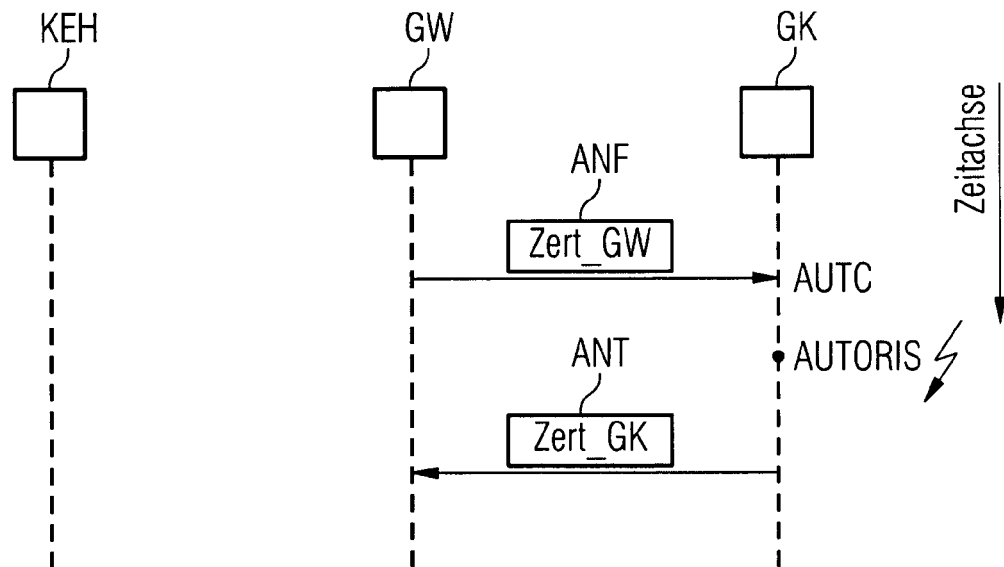 KEH
GW
GK
Zeitachse
ANF
Zert_GW
AUTC
AUTORIS
ANT
Zert_GK